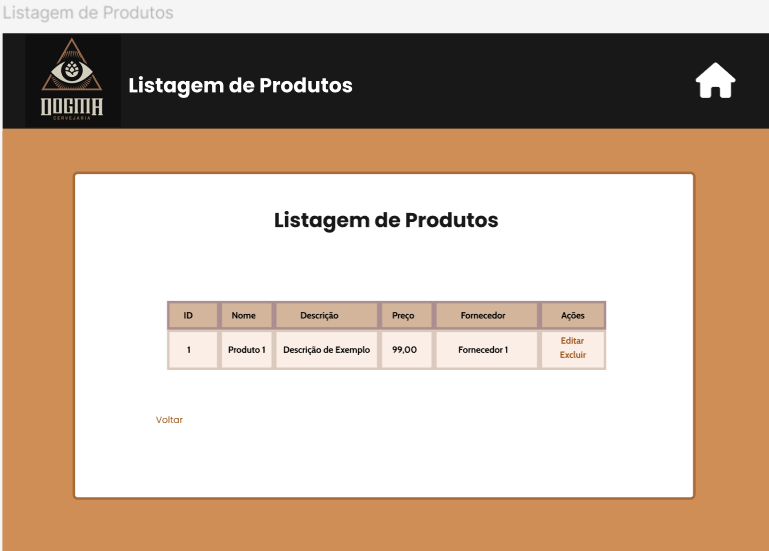 Listagem de Produtos
DOGMA
CERVEJARIA
Listagem de Produtos
Listagem de Produtos
ID Nome Descrição Preço Fornecedor Ações
1 Produto 1 Descrição de Exemplo 99,00 Fornecedor 1 Editar
Excluir
Voltar